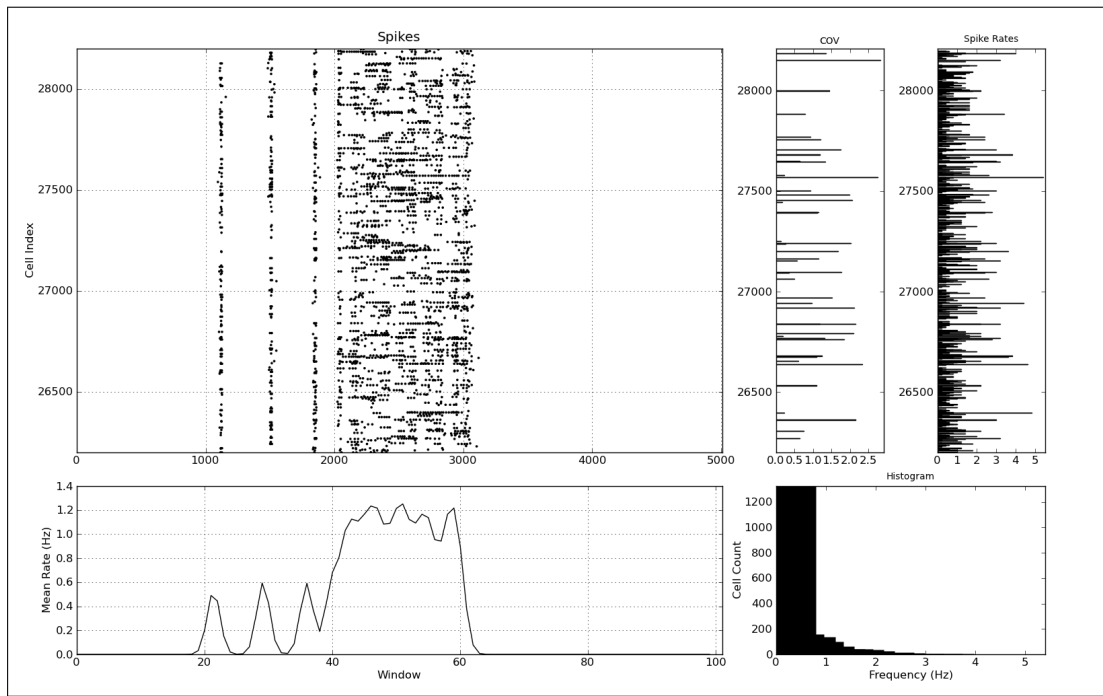 Spikes
COV
Spike Rates
Cell Index
28000
27500
27000
26500
0 1000 2000 3000 4000 5000
28000
27500
27000
26500
0.0 0.5 1.0 1.5 2.0 2.5
28000
27500
27000
26500
0 1 2 3 4 5
Mean Rate (Hz)
1.4
1.2
1.0
0.8
0.6
0.4
0.2
0.0
0 20 40 60 80 100
Window
Histogram
Cell Count
1200
1000
800
600
400
200
0
0 1 2 3 4 5
Frequency (Hz)